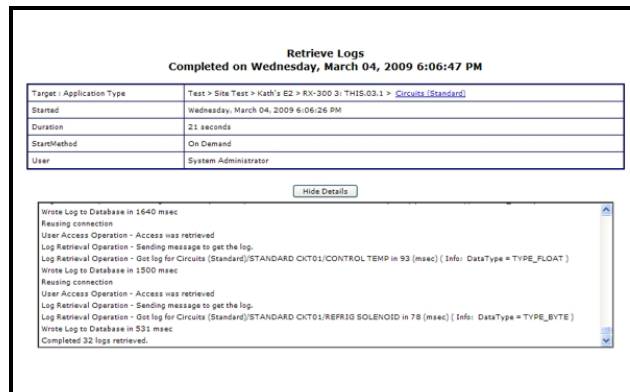 Retrieve Logs
Completed on Wednesday, March 04, 2009 6:06:47 PM
Target : Application Type Test > Site Test > Kath's E2 > RX-300 3: THIS.03.1 > Circuits (Standard)
Started Wednesday, March 04, 2009 6:06:26 PM
Duration 21 seconds
StartMethod On Demand
User System Administrator
Hide Details
Wrote Log to Database in 1640 msec
Reusing connection
User Access Operation - Access was retrieved
Log Retrieval Operation - Sending message to get the log.
Log Retrieval Operation - Got log for Circuits (Standard)/STANDARD CKT01/CONTROL TEMP in 93 (msec) ( Info: DataType = TYPE_FLOAT )
Wrote Log to Database in 1500 msec
Reusing connection
User Access Operation - Access was retrieved
Log Retrieval Operation - Sending message to get the log.
Log Retrieval Operation - Got log for Circuits (Standard)/STANDARD CKT01/REFRIG SOLENOID in 78 (msec) ( Info: DataType = TYPE_BYTE )
Wrote Log to Database in 531 msec
Completed 32 logs retrieved.